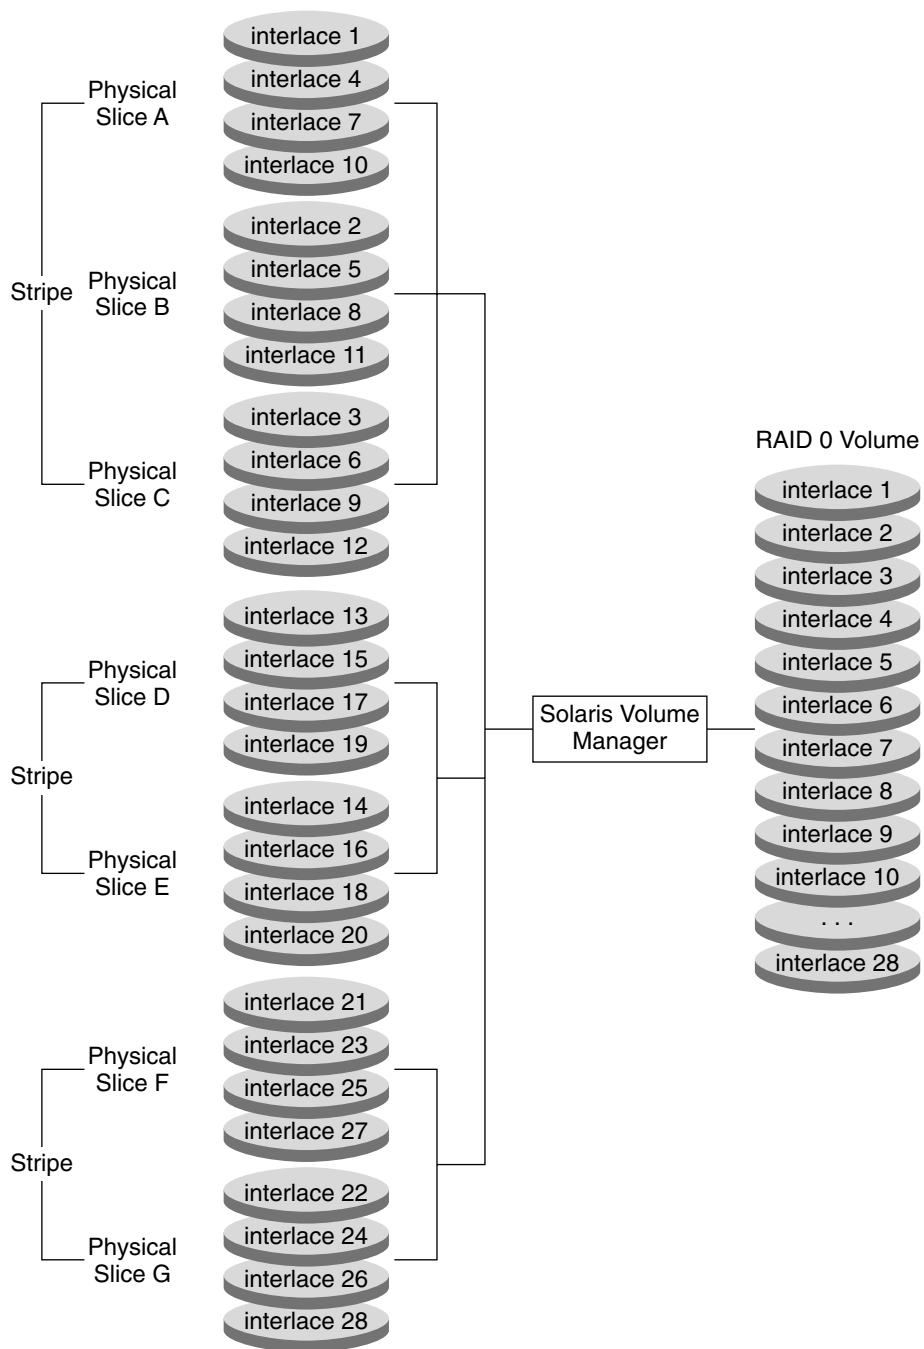 interlace 1
Physical
Slice A
interlace 4
interlace 7
interlace 10
interlace 2
Stripe
Physical
Slice B
interlace 5
interlace 8
interlace 11
interlace 3
Physical
Slice C
interlace 6
interlace 9
interlace 12
interlace 13
Physical
Slice D
interlace 15
interlace 17
interlace 19
Stripe
interlace 14
Physical
Slice E
interlace 16
interlace 18
interlace 20
interlace 21
Physical
Slice F
interlace 23
interlace 25
interlace 27
Stripe
interlace 22
Physical
Slice G
interlace 24
interlace 26
interlace 28
Solaris Volume
Manager
RAID 0 Volume
interlace 1
interlace 2
interlace 3
interlace 4
interlace 5
interlace 6
interlace 7
interlace 8
interlace 9
interlace 10
. . .
interlace 28